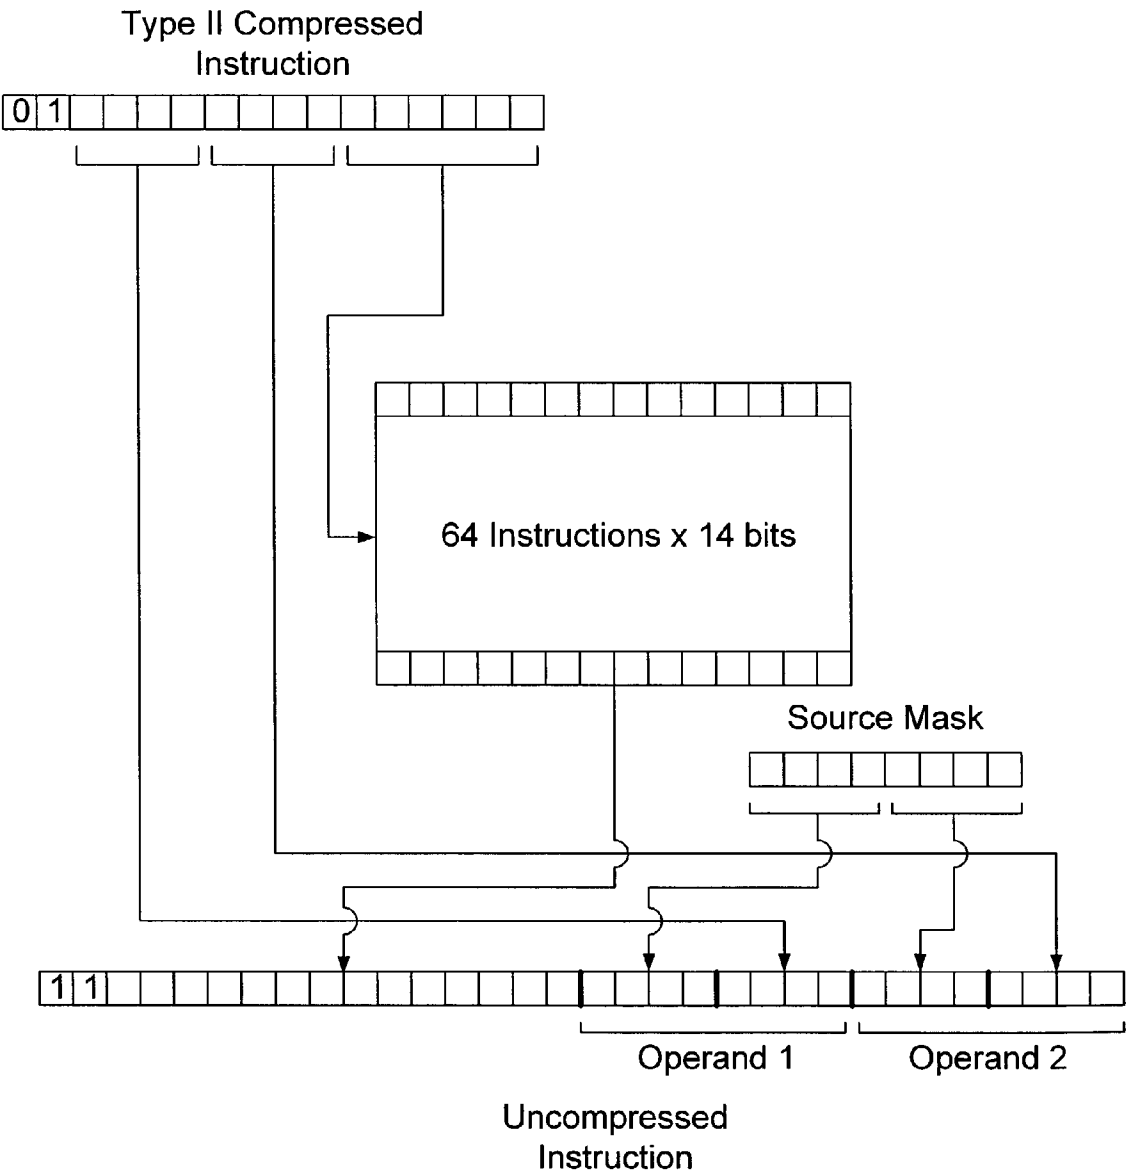 Type II Compressed
Instruction
0 1
64 Instructions x 14 bits
Source Mask
1 1
Operand 1 Operand 2
Uncompressed
Instruction